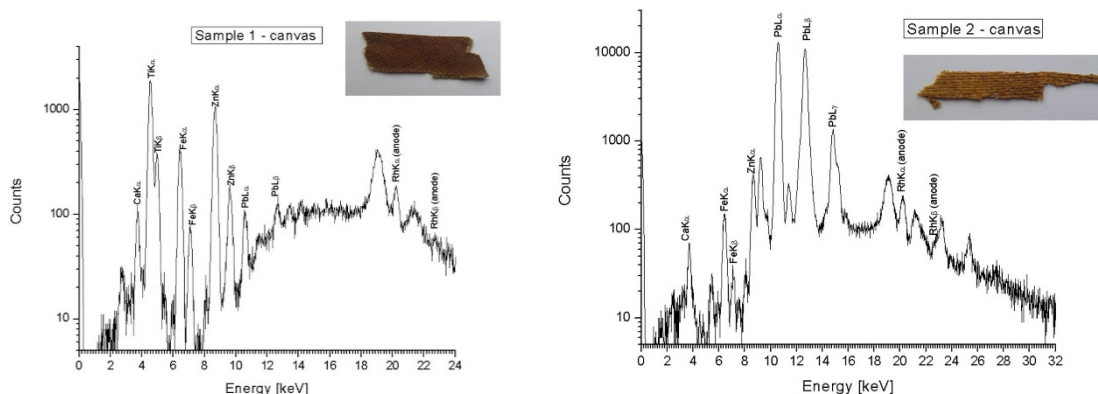 Sample 1 - canvas
TiKα
TiKβ
CaKα
FeKα
FeKβ
ZnKα
ZnKβ
PbLα
PbLβ
RhKα (anode)
RhKβ (anode)
Counts
1000
100
10
0 2 4 6 8 10 12 14 16 18 20 22 24
Energy [keV]
Sample 2 - canvas
PbLα
PbLβ
PbLγ
ZnKα
FeKα
FeKβ
CaKα
RhKα (anode)
RhKβ (anode)
Counts
10000
1000
100
10
0 2 4 6 8 10 12 14 16 18 20 22 24 26 28 30 32
Energy [keV]